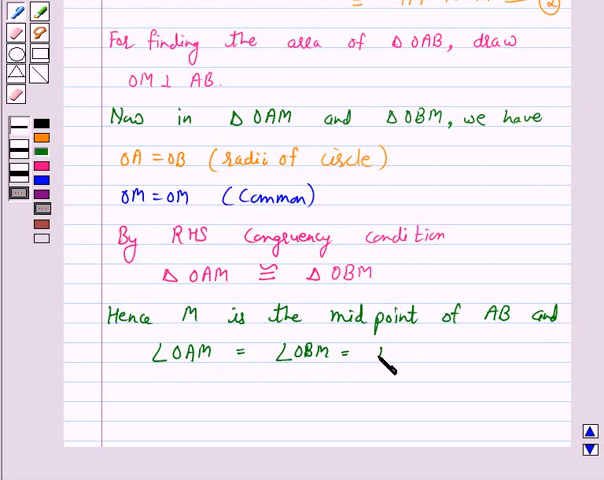 For finding the area of Δ OAB, draw
OM ⊥ AB.
Now in Δ OAM and Δ OBM, we have
OA = OB (radii of circle)
OM = OM (Common)
By RHS Congruency condition
Δ OAM ≅ Δ OBM
Hence M is the mid point of AB and
∠OAM = ∠OBM =